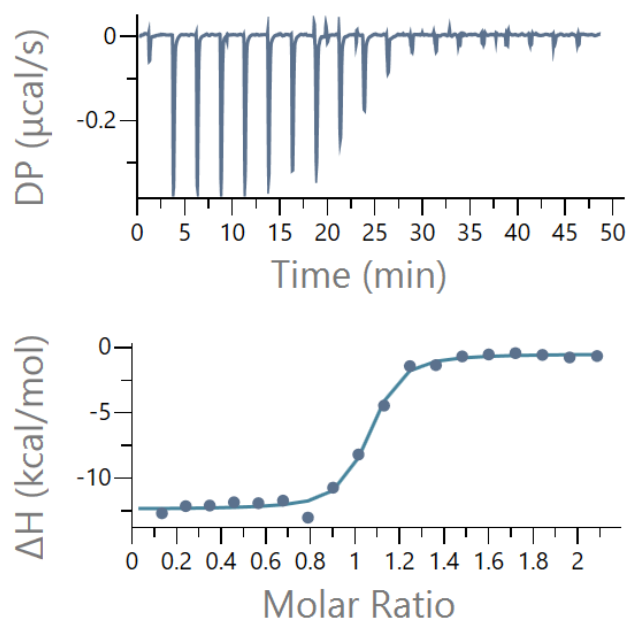 DP (µcal/s)
0
-0.2
0 5 10 15 20 25 30 35 40 45 50
Time (min)
ΔH (kcal/mol)
0
-5
-10
0 0.2 0.4 0.6 0.8 1 1.2 1.4 1.6 1.8 2
Molar Ratio